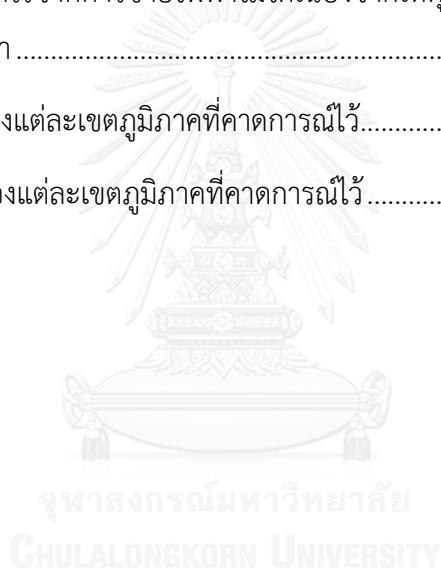 า ....................................................
งแต่ละเขตภูมิภาคที่คาดการณ์ไว้............
องแต่ละเขตภูมิภาคที่คาดการณ์ไว้ ...........
จุฬาลงกรณ์มหาวิทยาลัย
CHULALONGKORN UNIVERSITY